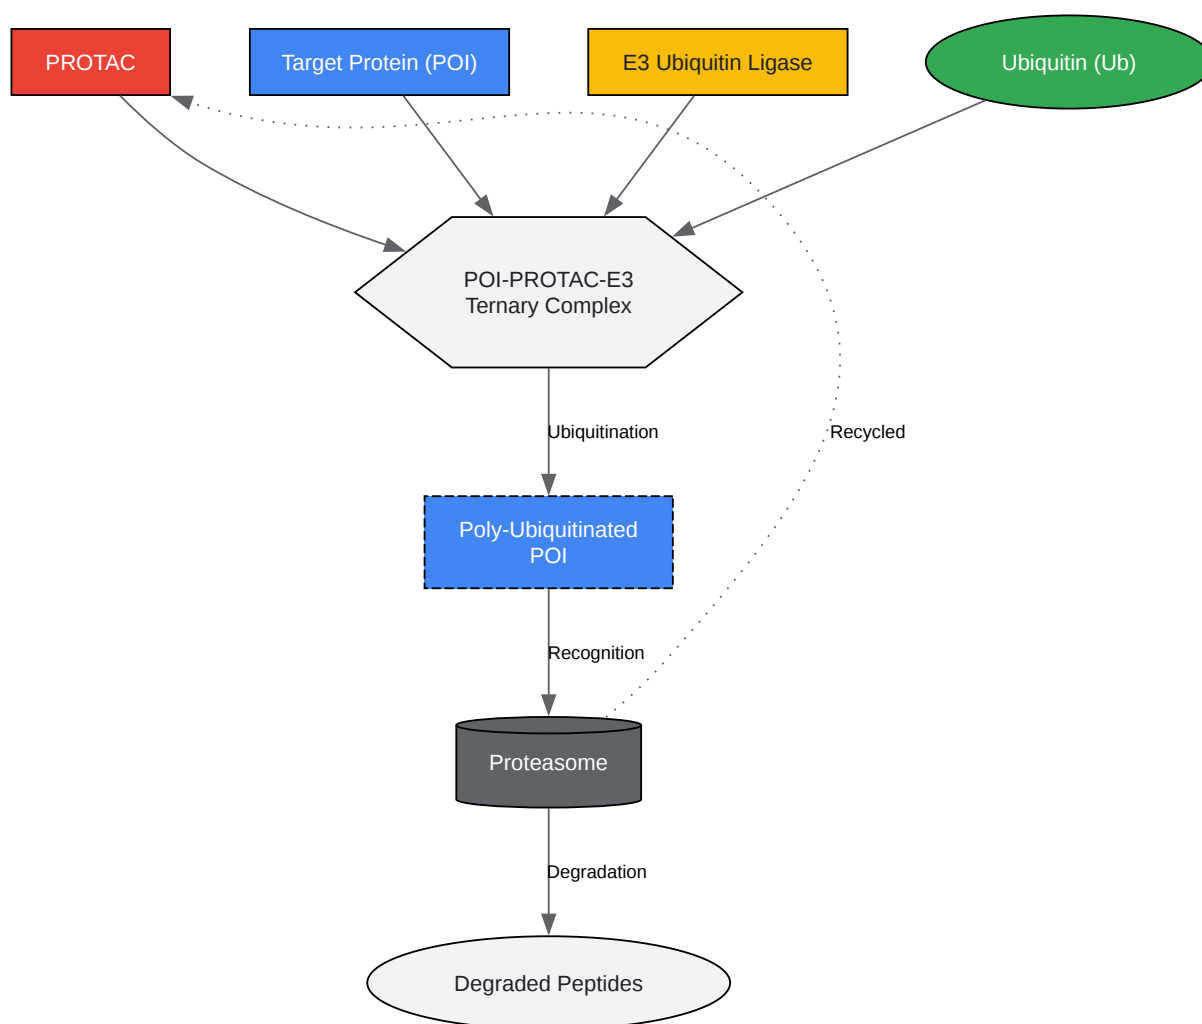 PROTAC
Target Protein (POI)
E3 Ubiquitin Ligase
Ubiquitin (Ub)
POI-PROTAC-E3
Ternary Complex
Ubiquitination
Recycled
Poly-Ubiquitinated
POI
Recognition
Proteasome
Degradation
Degraded Peptides